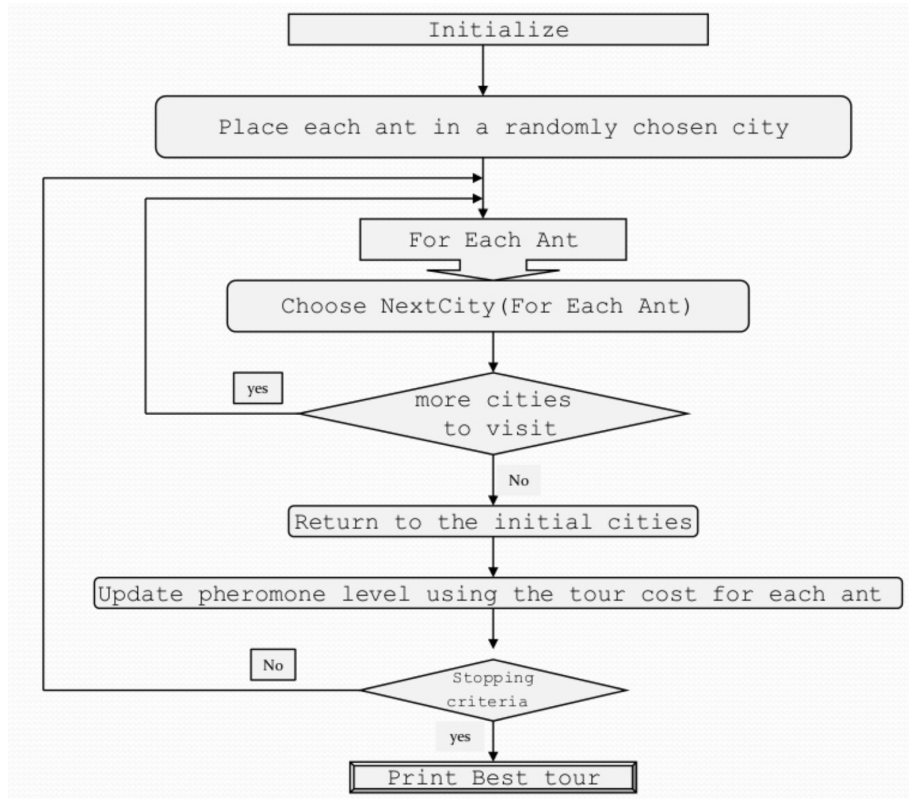 Initialize
Place each ant in a randomly chosen city
For Each Ant
Choose NextCity(For Each Ant)
yes
more cities
to visit
No
Return to the initial cities
Update pheromone level using the tour cost for each ant
No
Stopping
criteria
yes
Print Best tour